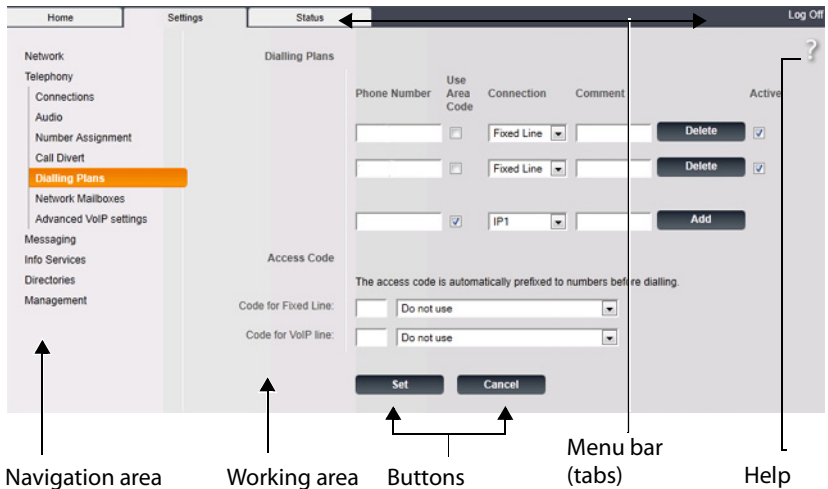 Home Settings Status Log Off
Network
Telephony
Connections
Audio
Number Assignment
Call Divert
Dialling Plans
Network Mailboxes
Advanced VoIP settings
Messaging
Info Services
Directories
Management
Dialling Plans
Phone Number Use Area Code Connection Comment Active
Fixed Line Delete
Fixed Line Delete
IP1 Add
Access Code
The access code is automatically prefixed to numbers before dialling.
Code for Fixed Line: Do not use
Code for VoIP line: Do not use
Set Cancel
?
Navigation area
Working area
Buttons
Menu bar
(tabs)
Help